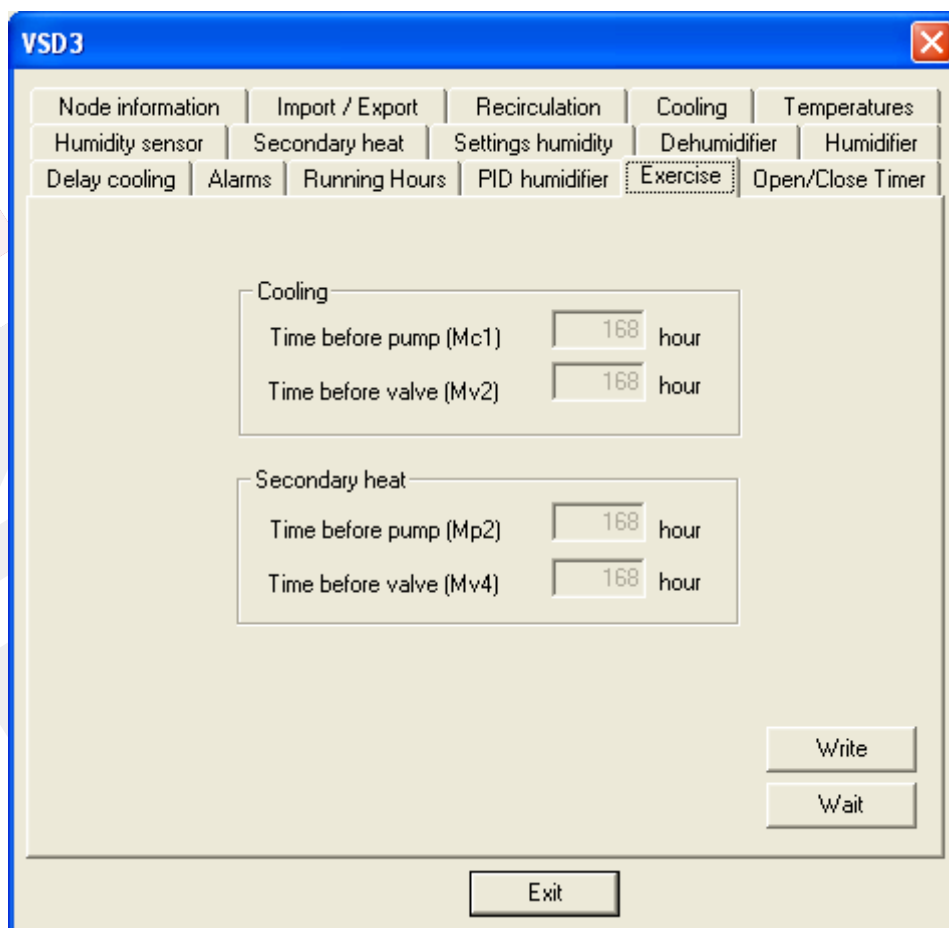 VSD3
Node information Import / Export Recirculation Cooling Temperatures
Humidity sensor Secondary heat Settings humidity Dehumidifier Humidifier
Delay cooling Alarms Running Hours PID humidifier Exercise Open/Close Timer
Cooling
Time before pump (Mc1) 168 hour
Time before valve (Mv2) 168 hour
Secondary heat
Time before pump (Mp2) 168 hour
Time before valve (Mv4) 168 hour
Write
Wait
Exit